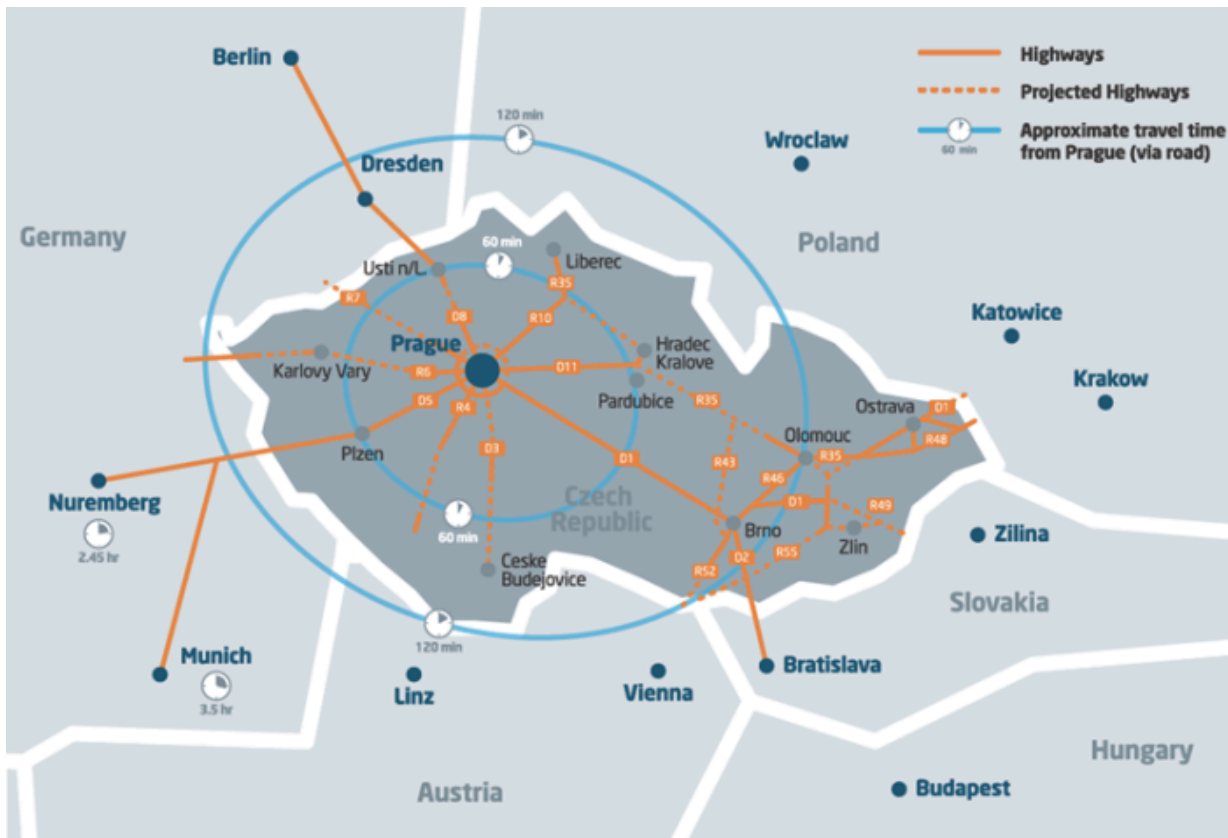 Berlin
Highways
Projected Highways
Approximate travel time
from Prague (via road)
60 min
120 min
Wroclaw
Dresden
Germany
Poland
60 min
Usti n/L.
Liberec
R35
R7
D8
R10
Katowice
Prague
Hradec
Kralove
Karlovy Vary
R6
D11
Krakow
D5
R4
Pardubice
R35
Ostrava
D1
Plzen
D3
D1
Olomouc
R35
R48
R43
R46
Nuremberg
2.45 hr
Czech
Republic
D1
R49
60 min
Brno
Zlin
Zilina
D2
R55
R52
Ceske
Budejovice
Slovakia
120 min
Munich
3.5 hr
Linz
Vienna
Bratislava
Hungary
Austria
Budapest